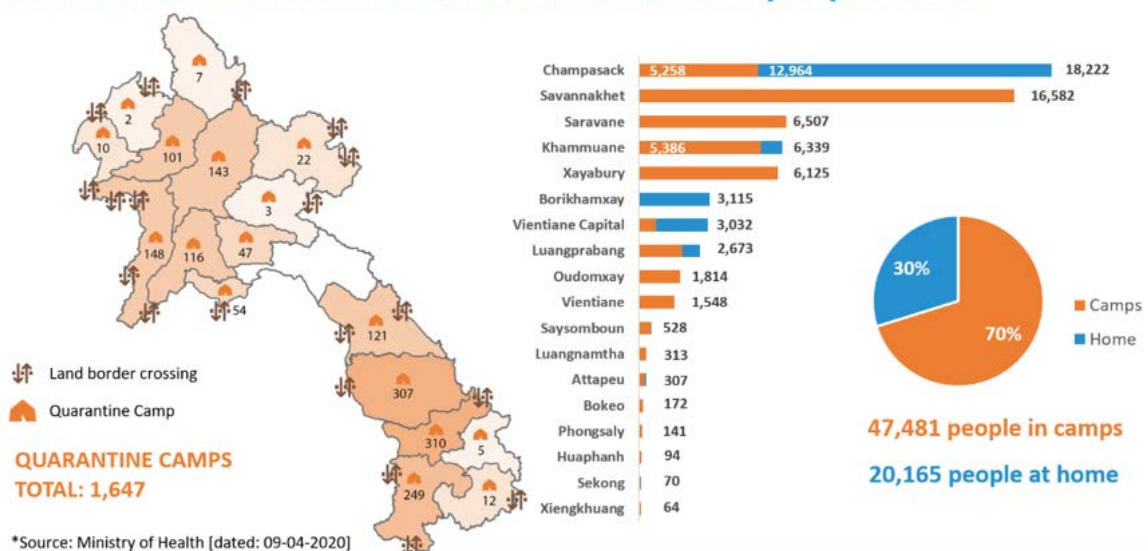 7
2
10
101
143
22
3
148
116
47
54
121
307
310
5
249
12
Land border crossing
Quarantine Camp
QUARANTINE CAMPS
TOTAL: 1,647
*Source: Ministry of Health [dated: 09-04-2020]
Champasack 5,258 12,964 18,222
Savannakhet 16,582
Saravane 6,507
Khammuane 5,386 6,339
Xayabury 6,125
Borikhamxay 3,115
Vientiane Capital 3,032
Luangprabang 2,673
Oudomxay 1,814
Vientiane 1,548
Saysomboun 528
Luangnamtha 313
Attapeu 307
Bokeo 172
Phongsaly 141
Huaphanh 94
Sekong 70
Xiengkhuang 64
30%
70%
Camps
Home
47,481 people in camps
20,165 people at home